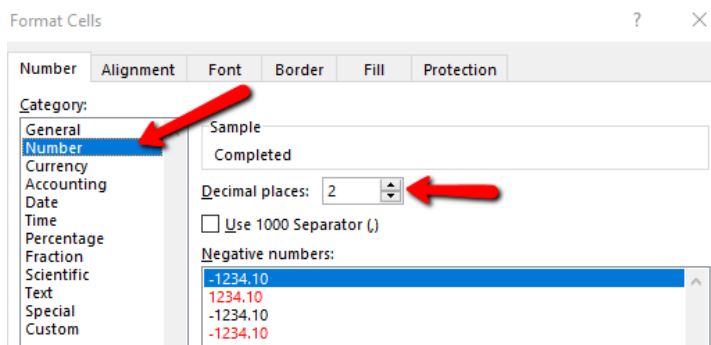 Format Cells ? ×
Number Alignment Font Border Fill Protection
Category:
General
Number
Currency
Accounting
Date
Time
Percentage
Fraction
Scientific
Text
Special
Custom
Sample
Completed
Decimal places: 2
Use 1000 Separator (,)
Negative numbers:
-1234.10
1234.10
-1234.10
-1234.10